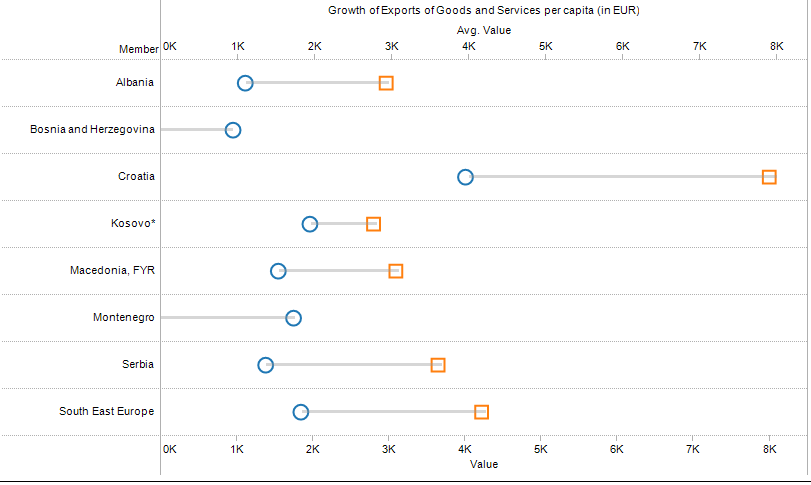 Growth of Exports of Goods and Services per capita (in EUR)
Avg. Value
Member 0K 1K 2K 3K 4K 5K 6K 7K 8K
Albania
Bosnia and Herzegovina
Croatia
Kosovo*
Macedonia, FYR
Montenegro
Serbia
South East Europe
0K 1K 2K 3K 4K 5K 6K 7K 8K
Value